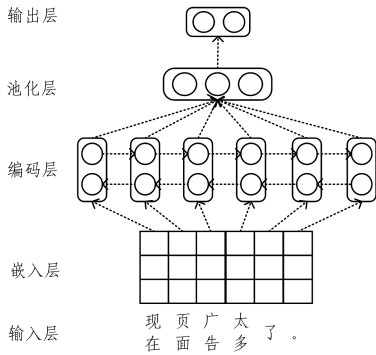 输出层
池化层
编码层
嵌入层
输入层
现在 页面 广告 太多 了 。